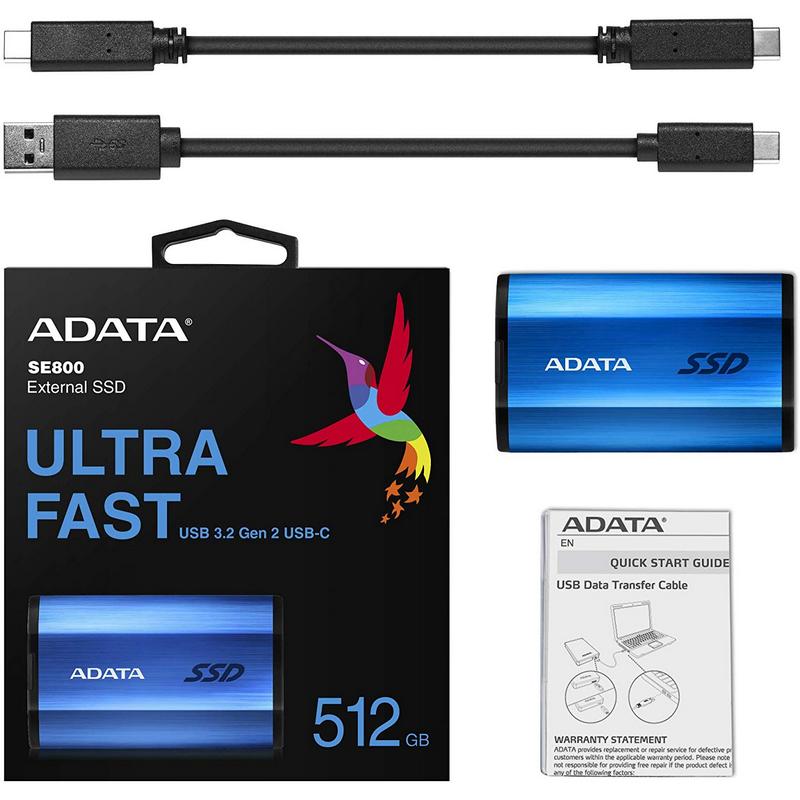 ADATA®
SE800
External SSD
ULTRA
FAST USB 3.2 Gen 2 USB-C
ADATA SSD
512 GB
ADATA SSD
ADATA®
EN
QUICK START GUIDE
USB Data Transfer Cable
WARRANTY STATEMENT
ADATA provides replacement or repair service for defective p
customers within the applicable warranty period. Please note
not responsible for providing free repair if the product defect i
any of the following factors: